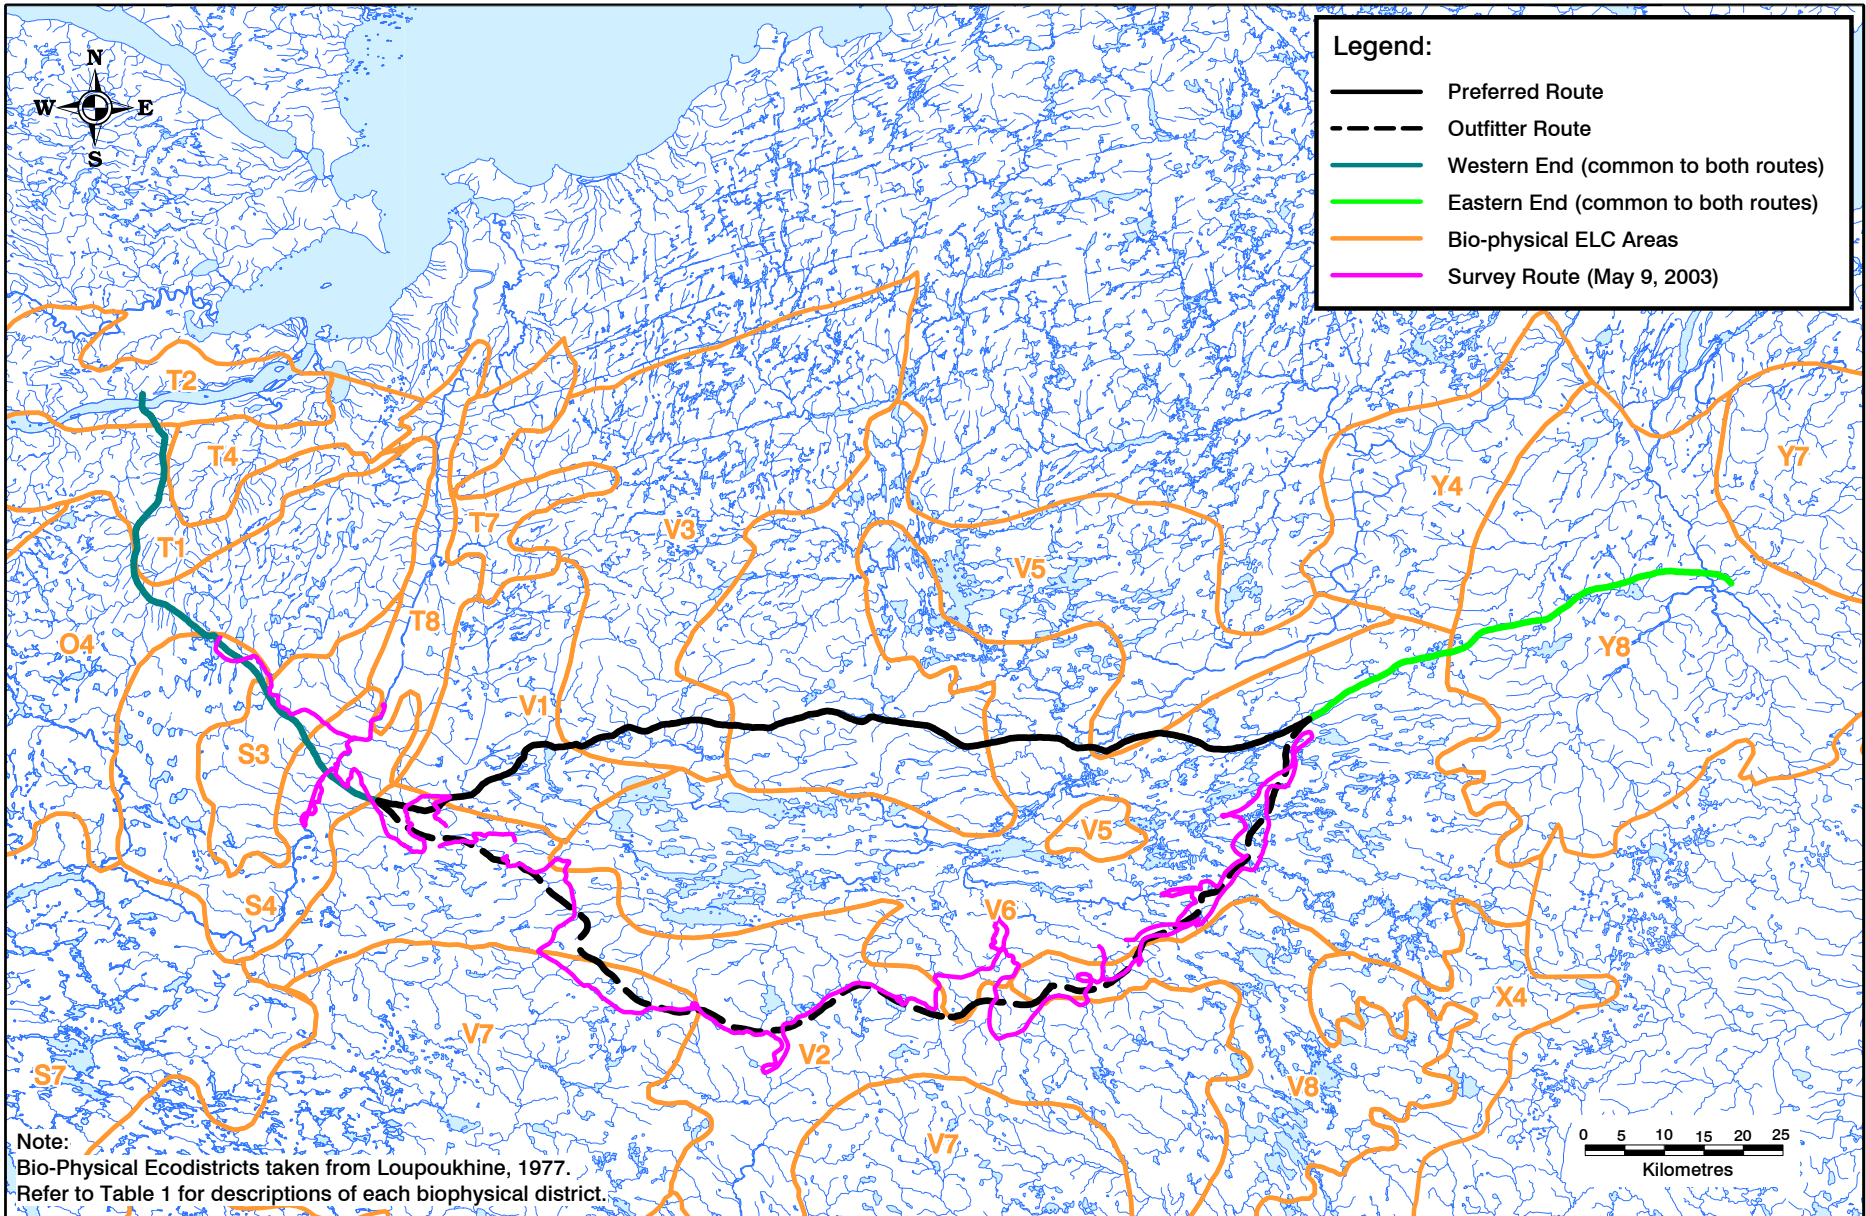 Legend:
Preferred Route
Outfitter Route
Western End (common to both routes)
Eastern End (common to both routes)
Bio-physical ELC Areas
Survey Route (May 9, 2003)
N
W E
S
T2
T4
T1
T7
T8
O4
S3
S4
S7
V1
V3
V5
V5
V6
V7
V2
V7
V8
X4
Y4
Y7
Y8
0 5 10 15 20 25
Kilometres
Note:
Bio-Physical Ecodistricts taken from Loupoukhine, 1977.
Refer to Table 1 for descriptions of each biophysical district.